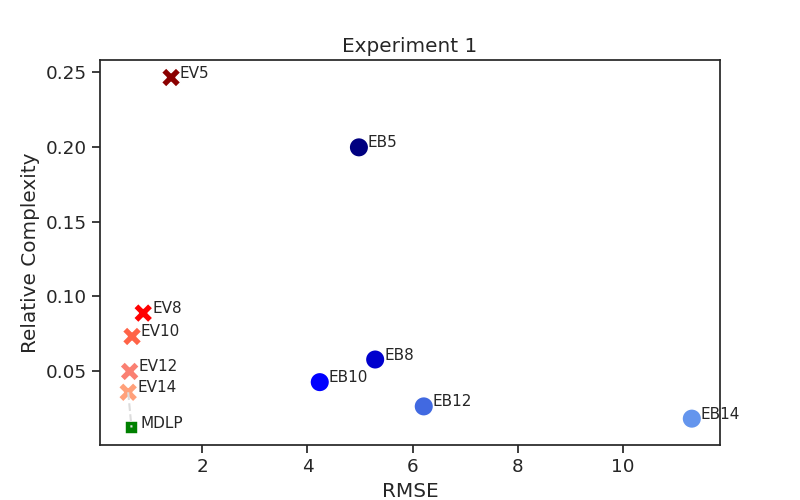 Experiment 1
Relative Complexity
0.25
0.20
0.15
0.10
0.05
EV5
EB5
EV8
EV10
EV12
EV14
MDLP
EB8
EB10
EB12
EB14
2
4
6
8
10
RMSE